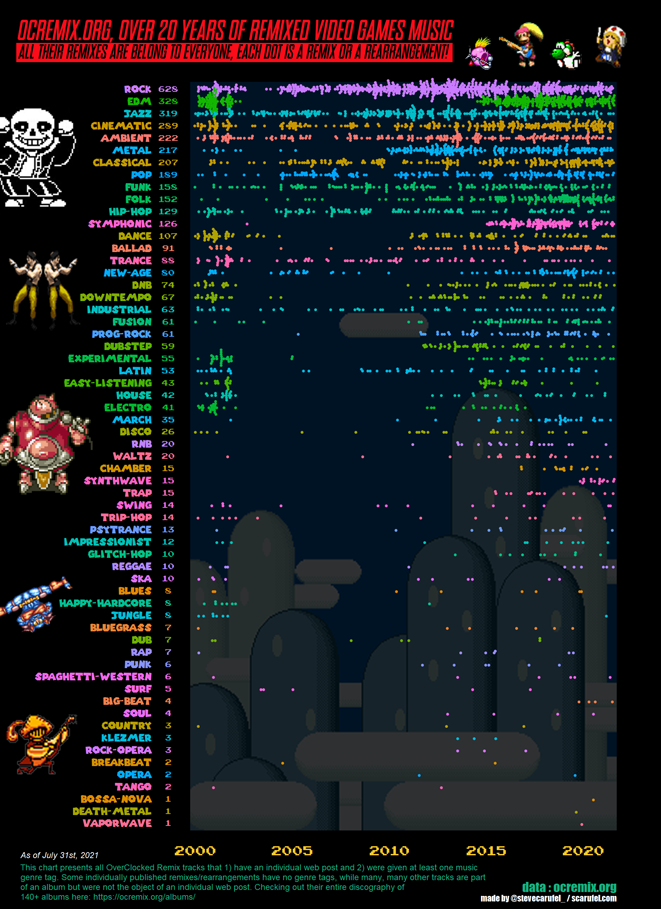 OCREMIX.ORG, OVER 20 YEARS OF REMIXED VIDEO GAMES MUSIC
ALL THEIR REMIXES ARE BELONG TO EVERYONE, EACH DOT IS A REMIX OR A REARRANGEMENT!
ROCK 628
EDM 328
JAZZ 319
CINEMATIC 289
AMBIENT 222
METAL 217
CLASSICAL 207
POP 189
FUNK 158
FOLK 152
HIP-HOP 129
SYMPHONIC 126
DANCE 107
BALLAD 91
TRANCE 88
NEW-AGE 80
DNB 74
DOWNTEMPO 67
INDUSTRIAL 63
FUSION 61
PROG-ROCK 61
DUBSTEP 59
EXPERIMENTAL 55
LATIN 53
EASY-LISTENING 43
HOUSE 42
ELECTRO 41
MARCH 35
DISCO 26
RNB 20
WALTZ 20
CHAMBER 15
SYNTHWAVE 15
TRAP 15
SWING 14
TRIP-HOP 14
PSYTRANCE 13
IMPRESSIONIST 12
GLITCH-HOP 10
REGGAE 10
SKA 10
BLUES 8
HAPPY-HARDCORE 8
JUNGLE 8
BLUEGRASS 7
DUB 7
RAP 7
PUNK 6
SPAGHETTI-WESTERN 6
SURF 5
BIG-BEAT 4
SOUL 4
COUNTRY 3
KLEZMER 3
ROCK-OPERA 3
BREAKBEAT 2
OPERA 2
TANGO 2
BOSSA-NOVA 1
DEATH-METAL 1
VAPORWAVE 1
2000 2005 2010 2015 2020
As of July 31st, 2021
This chart presents all OverClocked Remix tracks that 1) have an individual web post and 2) were given at least one music
genre tag. Some individually published remixes/rearrangements have no genre tags, while many, many other tracks are part
of an album but were not the object of an individual web post. Checking out their entire discography of
140+ albums here: https://ocremix.org/albums/
data : ocremix.org
made by @stevecarufel_ / scarufel.com